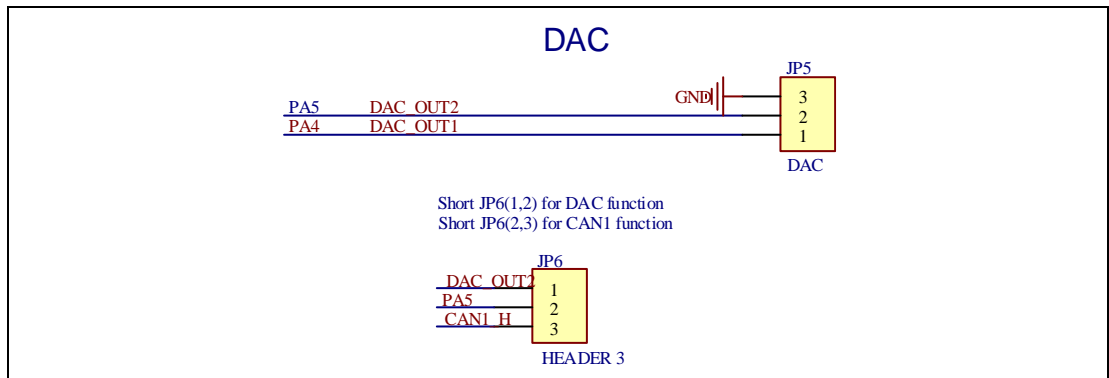 DAC
JP5
GND
3
PA5 DAC_OUT2
2
PA4 DAC_OUT1
1
DAC
Short JP6(1,2) for DAC function
Short JP6(2,3) for CAN1 function
JP6
DAC_OUT2 1
PA5 2
CAN1_H 3
HEADER 3